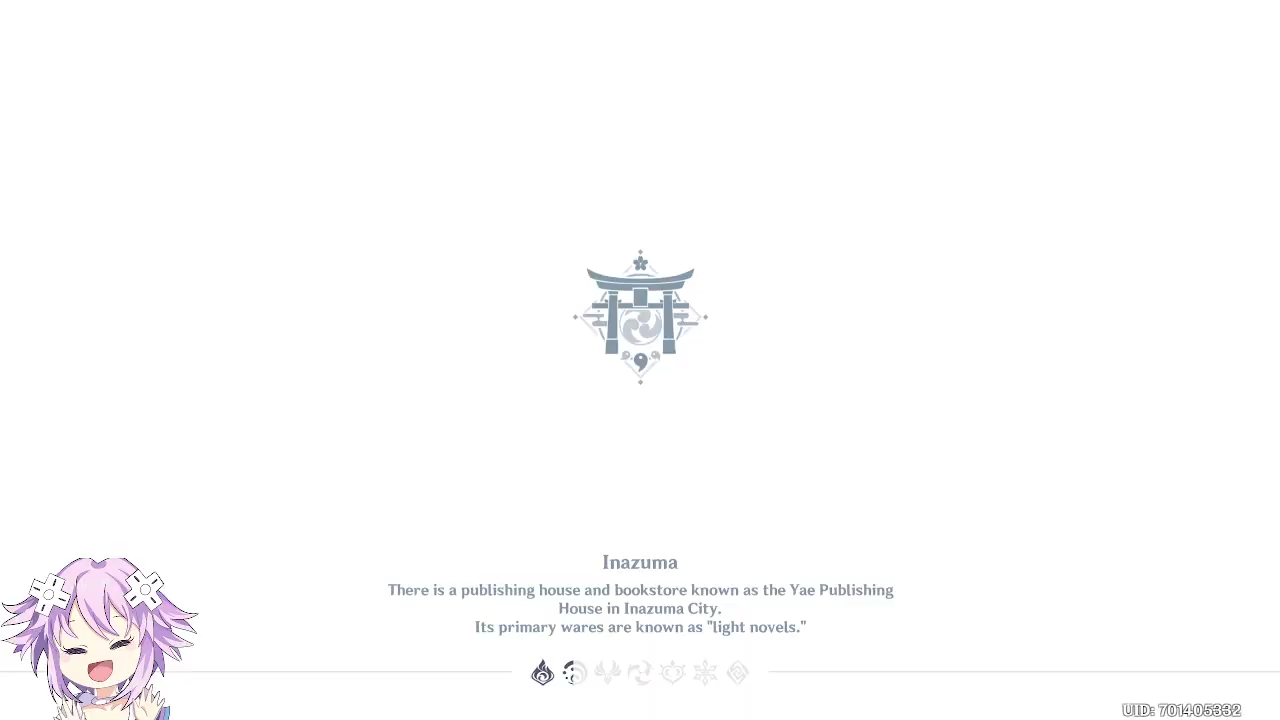 Inazuma
There is a publishing house and bookstore known as the Yae Publishing
House in Inazuma City.
Its primary wares are known as "light novels."
UID: 701405332